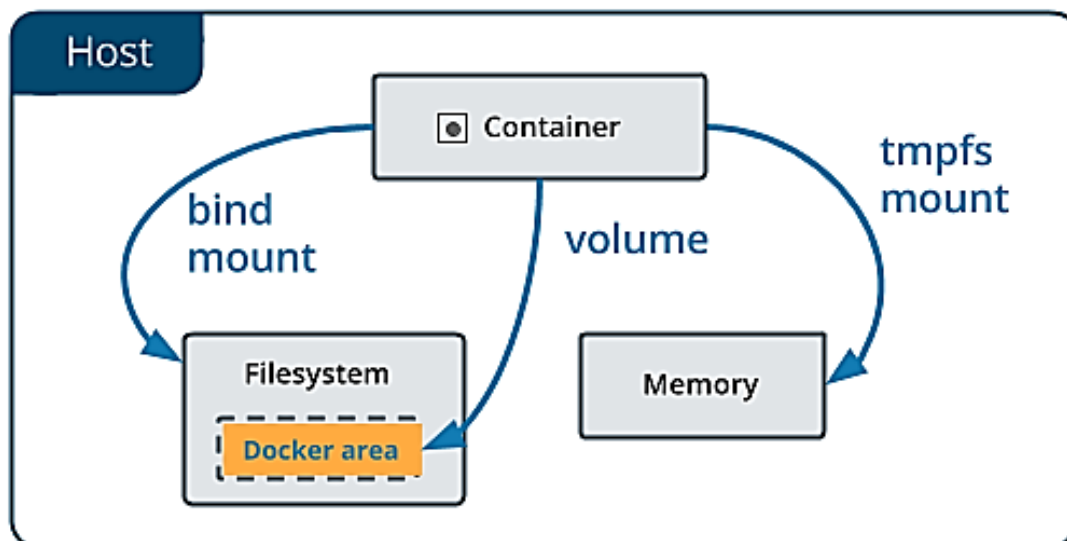 Host
Container
bind
mount
volume
tmpfs
mount
Filesystem
Docker area
Memory